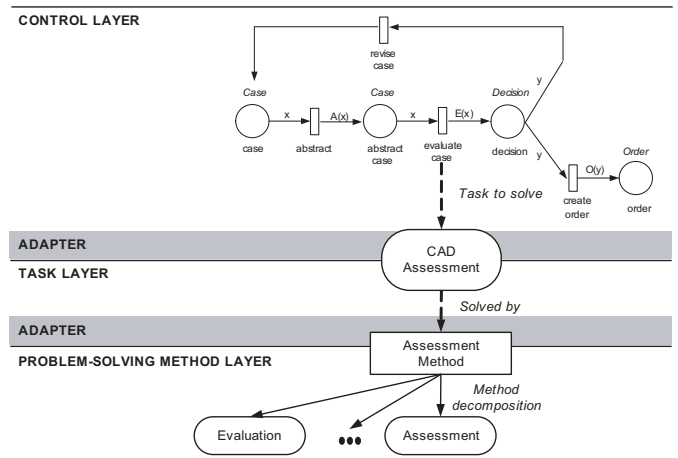 CONTROL LAYER
revise
case
y
Case
Case
Decision
x
A(x)
x
E(x)
case
abstract
abstract
case
evaluate
case
decision
y
Order
O(y)
create
order
order
Task to solve
ADAPTER
CAD
Assessment
TASK LAYER
Solved by
ADAPTER
Assessment
Method
PROBLEM-SOLVING METHOD LAYER
Method
decomposition
Evaluation
Assessment